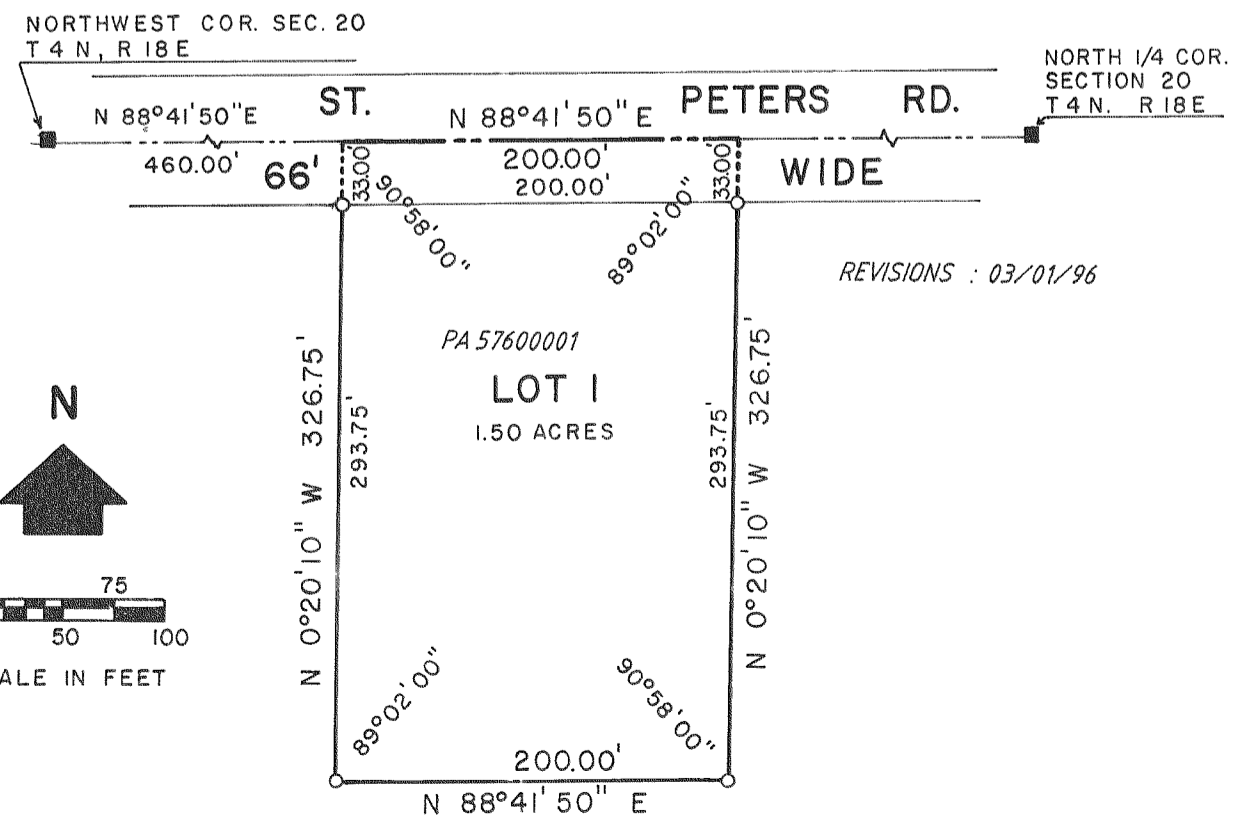 NORTHWEST COR. SEC. 20
T 4 N, R 18 E
NORTH 1/4 COR.
SECTION 20
T 4 N. R 18 E
ST. PETERS RD.
N 88°41'50" E
N 88°41'50" E
460.00'
200.00'
66'
33.00'
200.00'
33.00'
WIDE
90°58'00"
89°02'00"
REVISIONS : 03/01/96
PA 57600001
LOT 1
1.50 ACRES
N 0°20'10" W 326.75'
293.75'
293.75'
N 0°20'10" W 326.75'
N
75
50 100
ALE IN FEET
89°02'00"
90°58'00"
200.00'
N 88°41'50" E